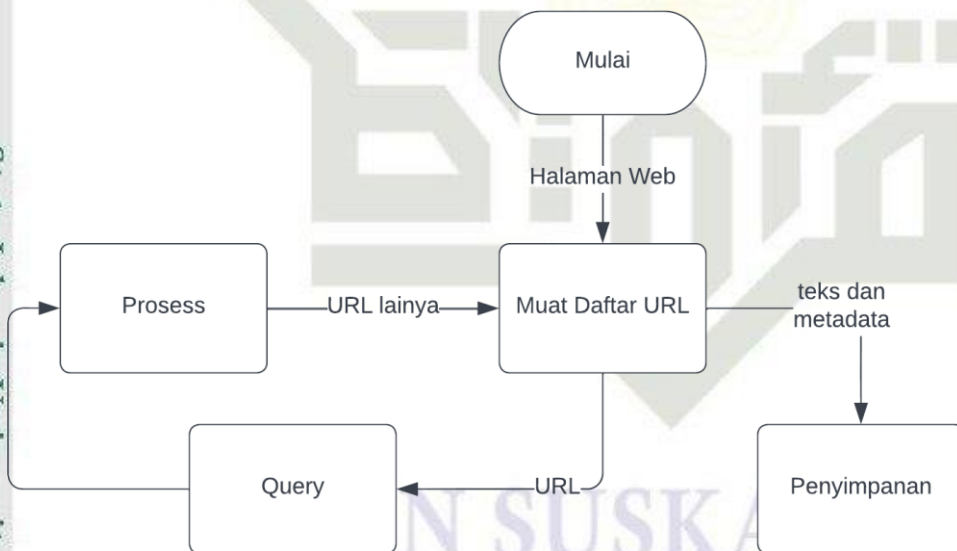 Mulai
Halaman Web
Prosess
URL lainya
Muat Daftar URL
teks dan
metadata
Query
URL
Penyimpanan
N SUSKA